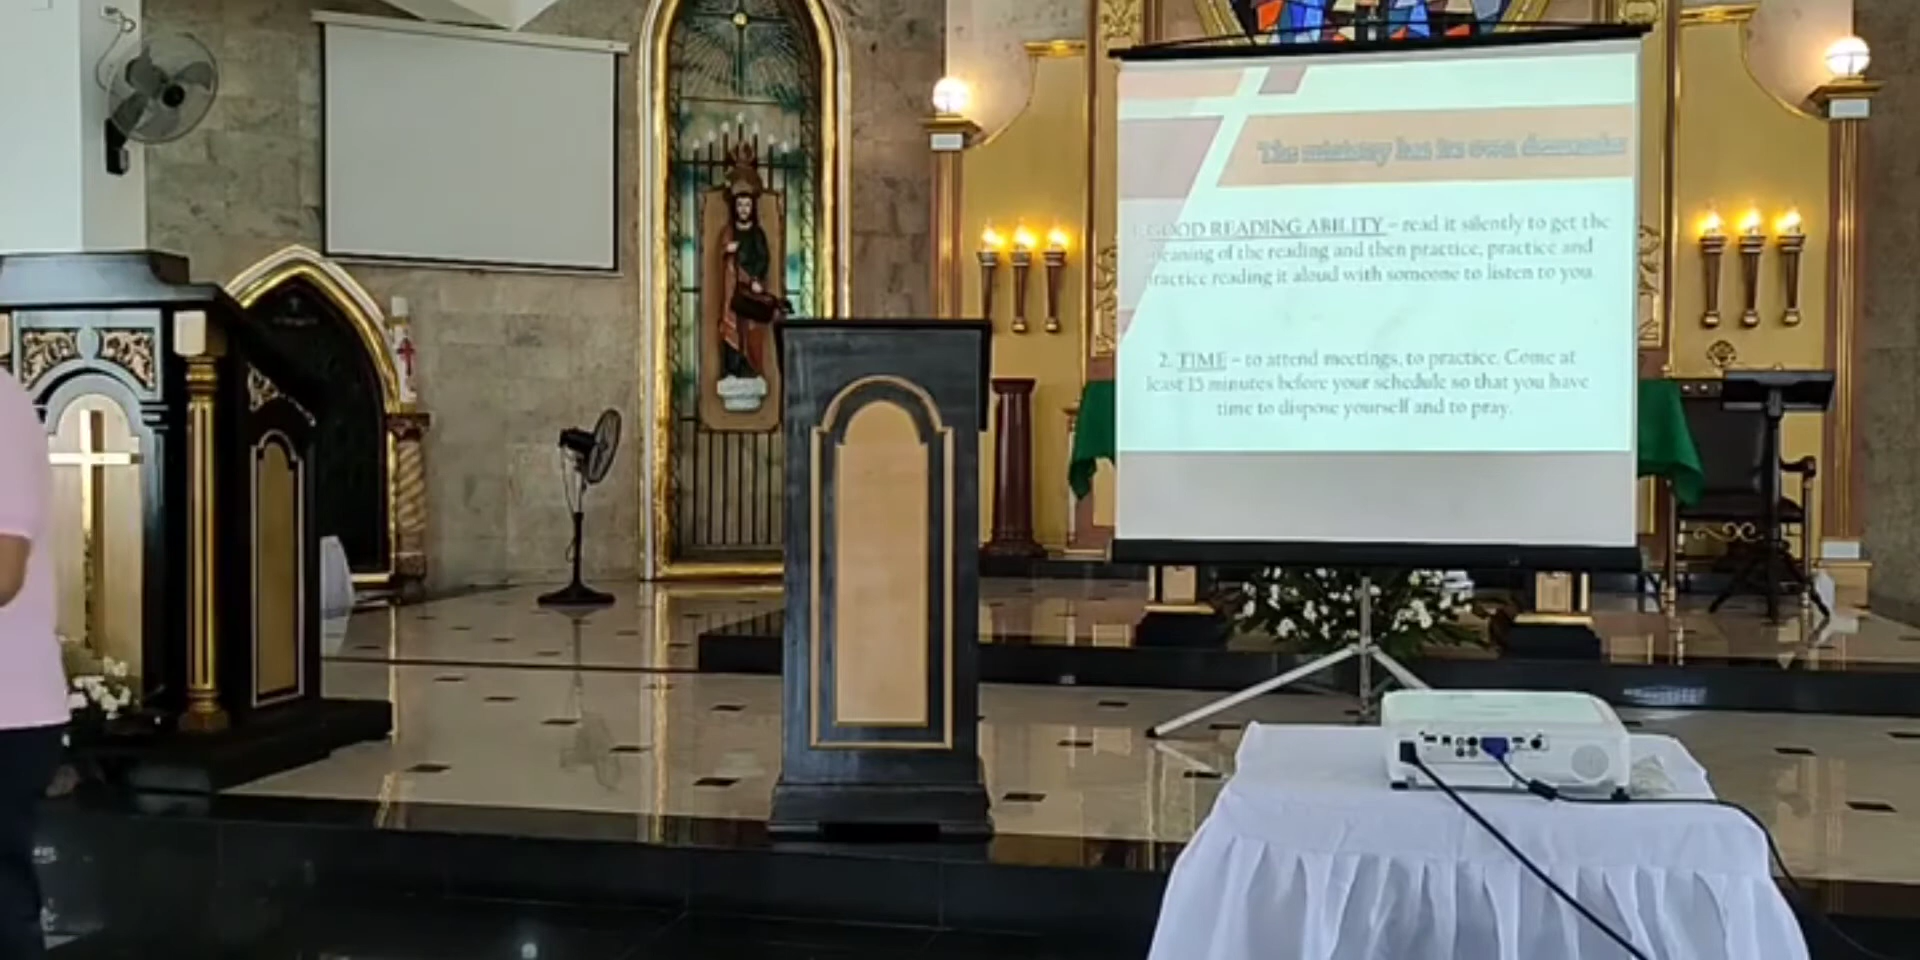 The ministry has its own demands
1. GOOD READING ABILITY – read it silently to get the
meaning of the reading and then practice, practice and
practice reading it aloud with someone to listen to you
2. TIME – to attend meetings, to practice. Come at
least 15 minutes before your schedule so that you have
time to dispose yourself and to pray.